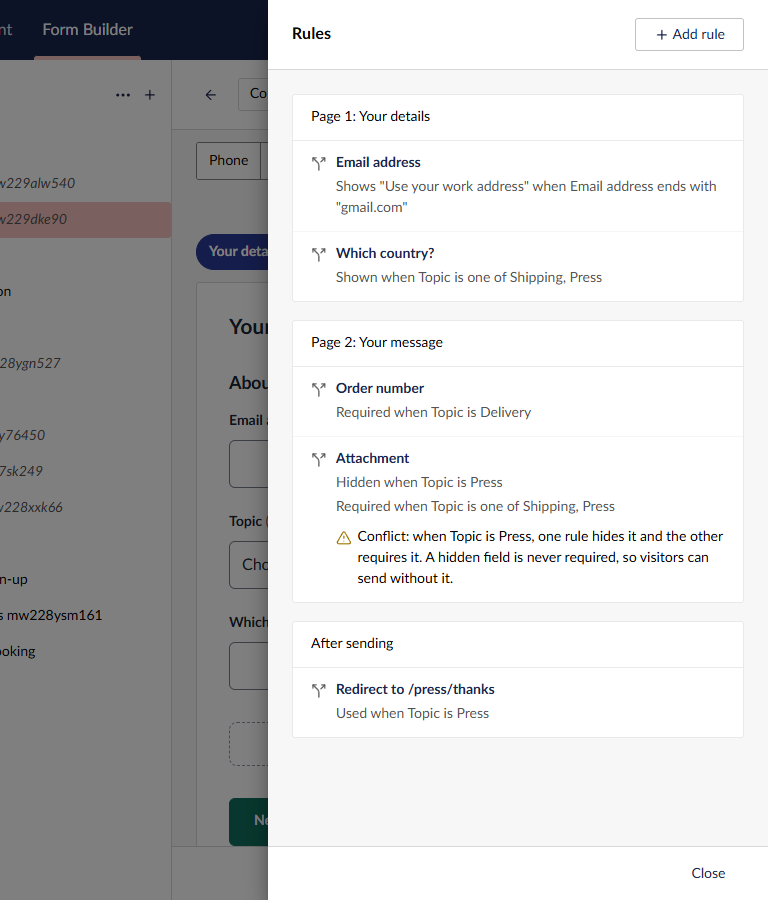 nt
Form Builder
Rules
+ Add rule
Co
Phone
w229alw540
w229dke90
Your deta
on
28ygn527
y76450
7sk249
w228xxk66
n-up
s mw228ysm161
ooking
Your
Abou
Email a
Topic (
Cho
Which
Ne
Page 1: Your details
Email address
Shows "Use your work address" when Email address ends with
"gmail.com"
Which country?
Shown when Topic is one of Shipping, Press
Page 2: Your message
Order number
Required when Topic is Delivery
Attachment
Hidden when Topic is Press
Required when Topic is one of Shipping, Press
Conflict: when Topic is Press, one rule hides it and the other
requires it. A hidden field is never required, so visitors can
send without it.
After sending
Redirect to /press/thanks
Used when Topic is Press
Close